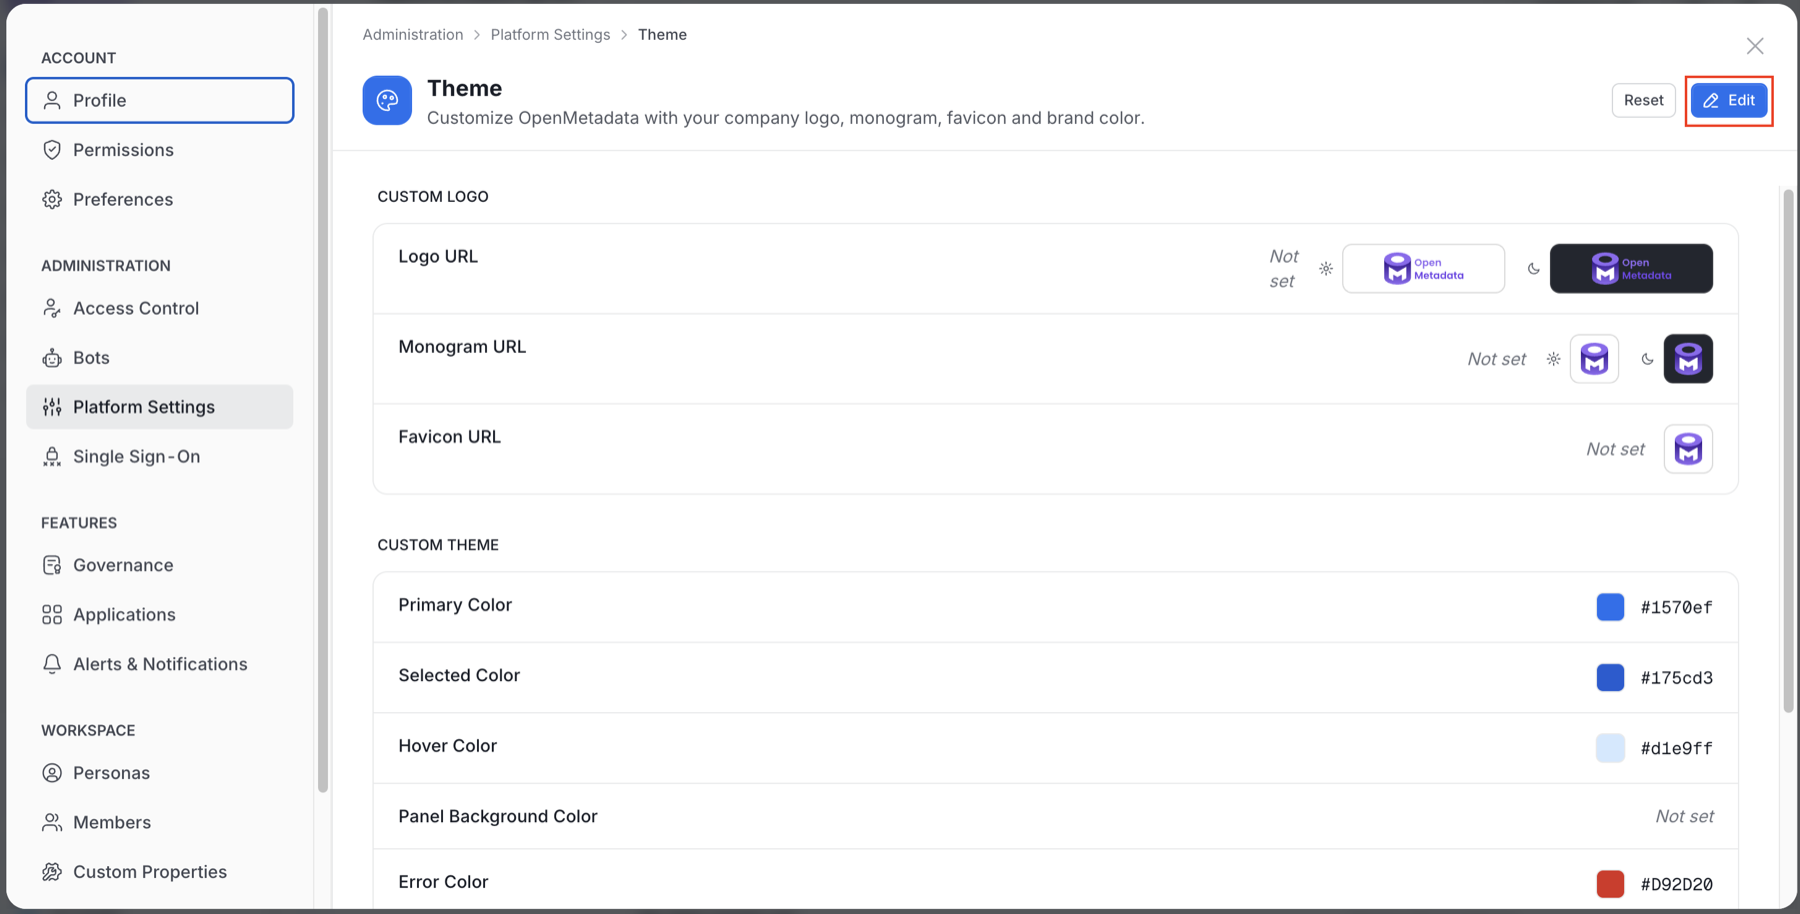 ACCOUNT
Profile
Permissions
Preferences
ADMINISTRATION
Access Control
Bots
Platform Settings
Single Sign-On
FEATURES
Governance
Applications
Alerts & Notifications
WORKSPACE
Personas
Members
Custom Properties
Administration > Platform Settings > Theme
Theme
Customize OpenMetadata with your company logo, monogram, favicon and brand color.
Reset
Edit
CUSTOM LOGO
Logo URL
Not
set
Open
Metadata
Open
Metadata
Monogram URL
Not set
Favicon URL
Not set
CUSTOM THEME
Primary Color
#1570ef
Selected Color
#175cd3
Hover Color
#d1e9ff
Panel Background Color
Not set
Error Color
#D92D20